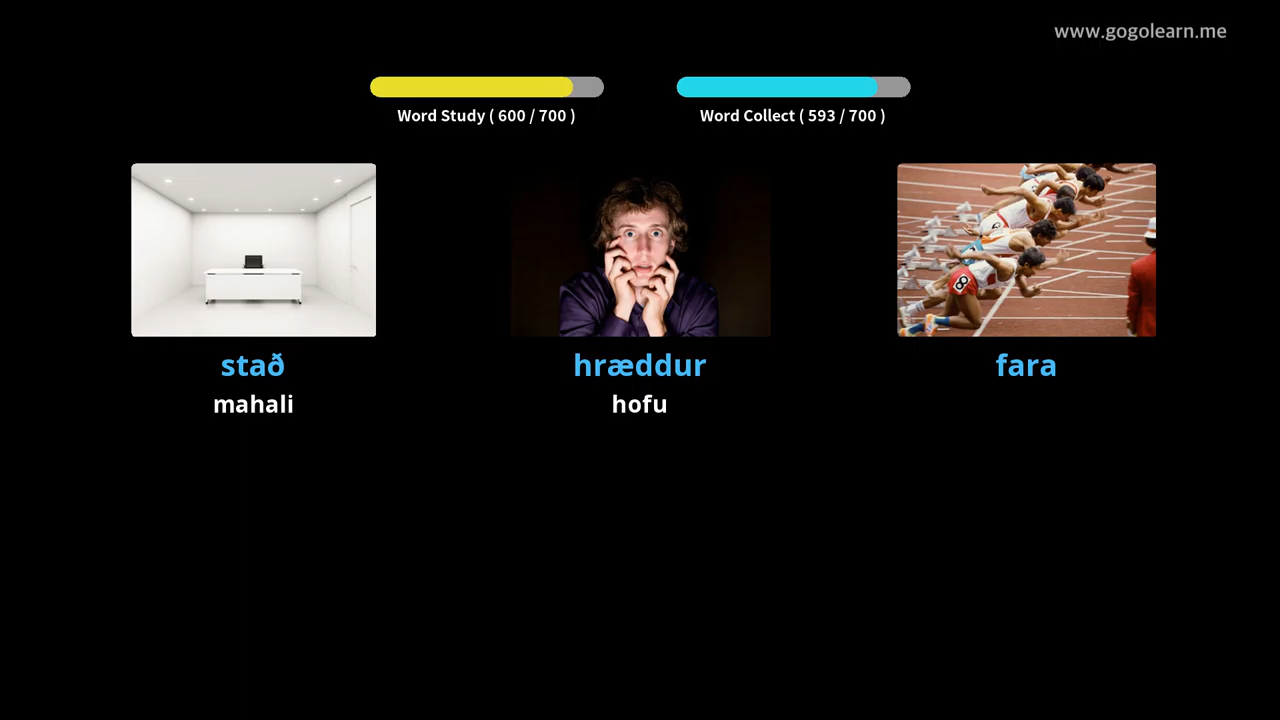 www.gogolearn.me
Word Study ( 600 / 700 )
Word Collect ( 593 / 700 )
stað
hræddur
fara
mahali
hofu